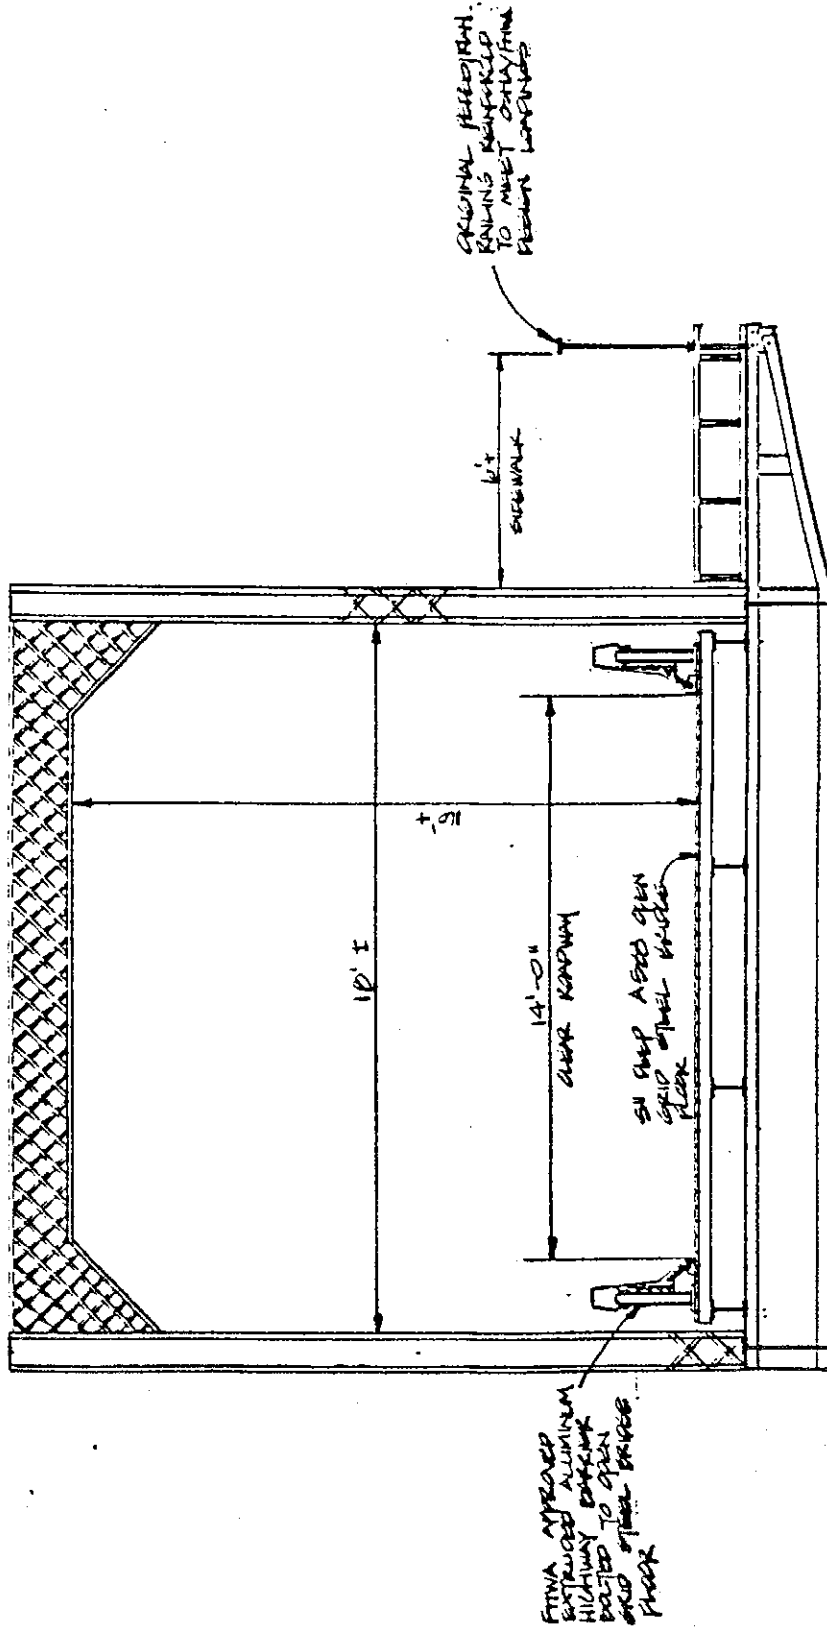 ORIGINAL PEDESTRIAN
RAILING REINFORCED
TO MEET
DESIGN LOADINGS
6'±
SIDEWALK
16'±
18' ±
14'-0"
CLEAR ROADWAY
5" DEEP A588 OPEN
GRID STEEL BRIDGE
FLOOR
FHWA APPROVED
EXTRUDED ALUMINUM
HIGHWAY BARRIER
BOLTED TO OPEN
GRID STEEL BRIDGE
FLOOR